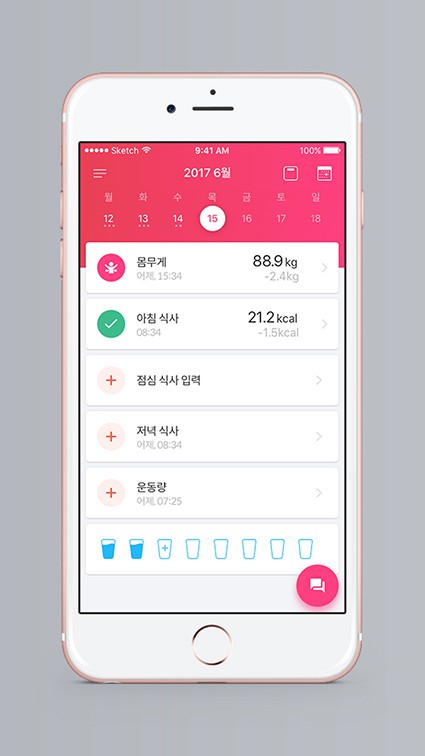 Sketch 9:41 AM 100%
2017 6월
월 화 수 목 금 토 일
12 13 14 15 16 17 18
몸무게 88.9 kg
어제, 15:34 -2.4kg
아침 식사 21.2 kcal
08:34 -1.5kcal
점심 식사 입력
저녁 식사
어제, 08:34
운동량
어제, 07:25